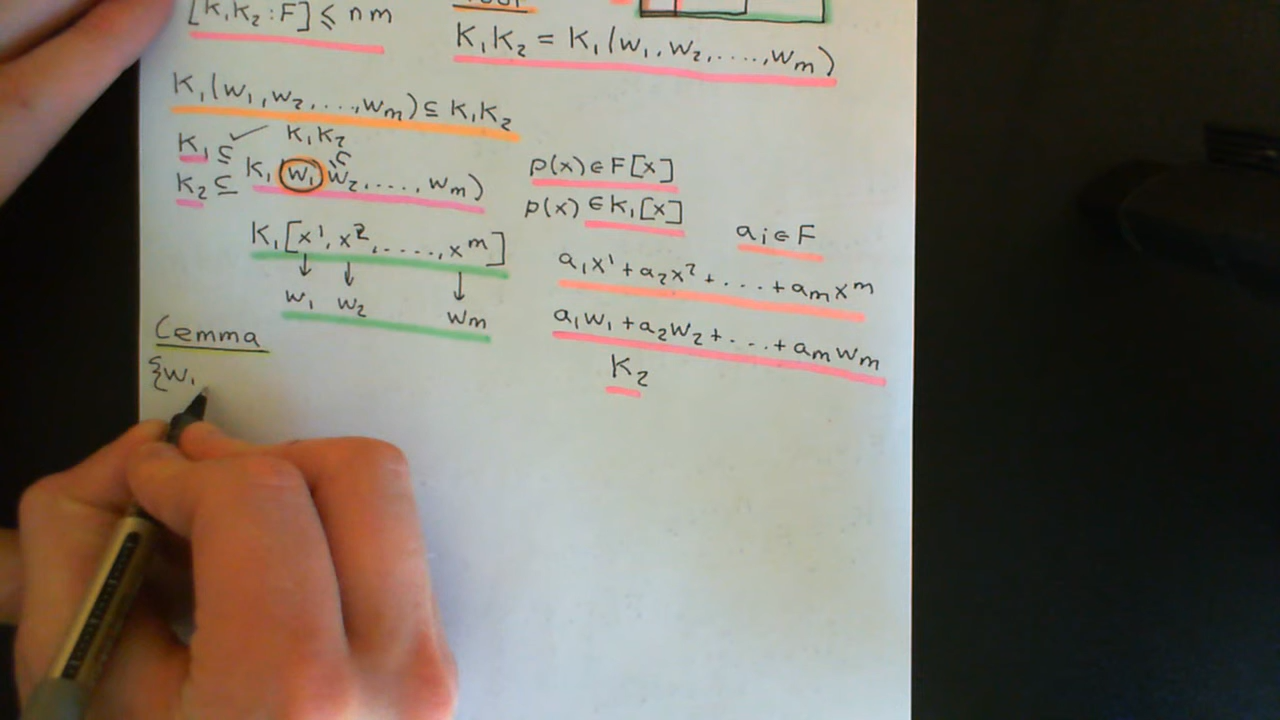 [K₁K₂:F] ≤ nm
K₁K₂ = K₁(w₁,w₂,....,wₘ)
K₁(w₁,w₂,....,wₘ) ⊆ K₁K₂
K₁ ⊆ ✓ K₁K₂
K₂ ⊆ K₁(w₁,w₂,....,wₘ)
⊆
p(x) ∈ F[x]
p(x) ∈ K₁[x]
K₁[x¹,x²,.....,xᵐ]
↓ ↓ ↓
w₁ w₂ wₘ
aᵢ ∈ F
a₁x¹+a₂x²+...+aₘxᵐ
a₁w₁+a₂w₂+...+aₘwₘ
K₂
Lemma
{w₁